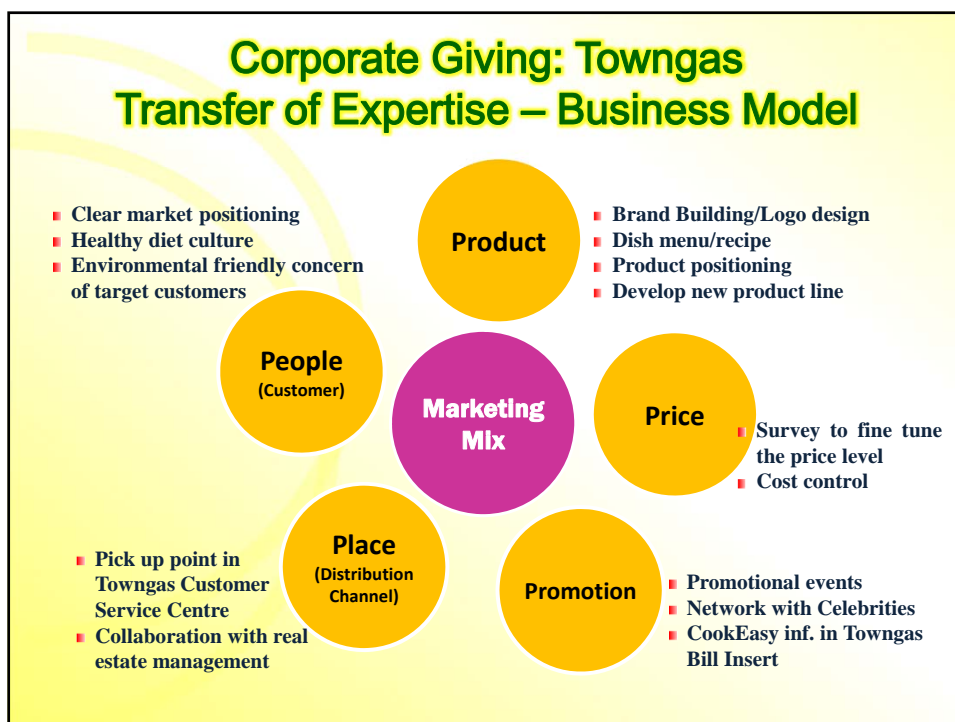 Corporate Giving: Towngas
Transfer of Expertise – Business Model
Clear market positioning
Healthy diet culture
Environmental friendly concern
of target customers
Product
Brand Building/Logo design
Dish menu/recipe
Product positioning
Develop new product line
People
(Customer)
Marketing
Mix
Price
Survey to fine tune
the price level
Cost control
Place
(Distribution
Channel)
Pick up point in
Towngas Customer
Service Centre
Collaboration with real
estate management
Promotion
Promotional events
Network with Celebrities
CookEasy inf. in Towngas
Bill Insert